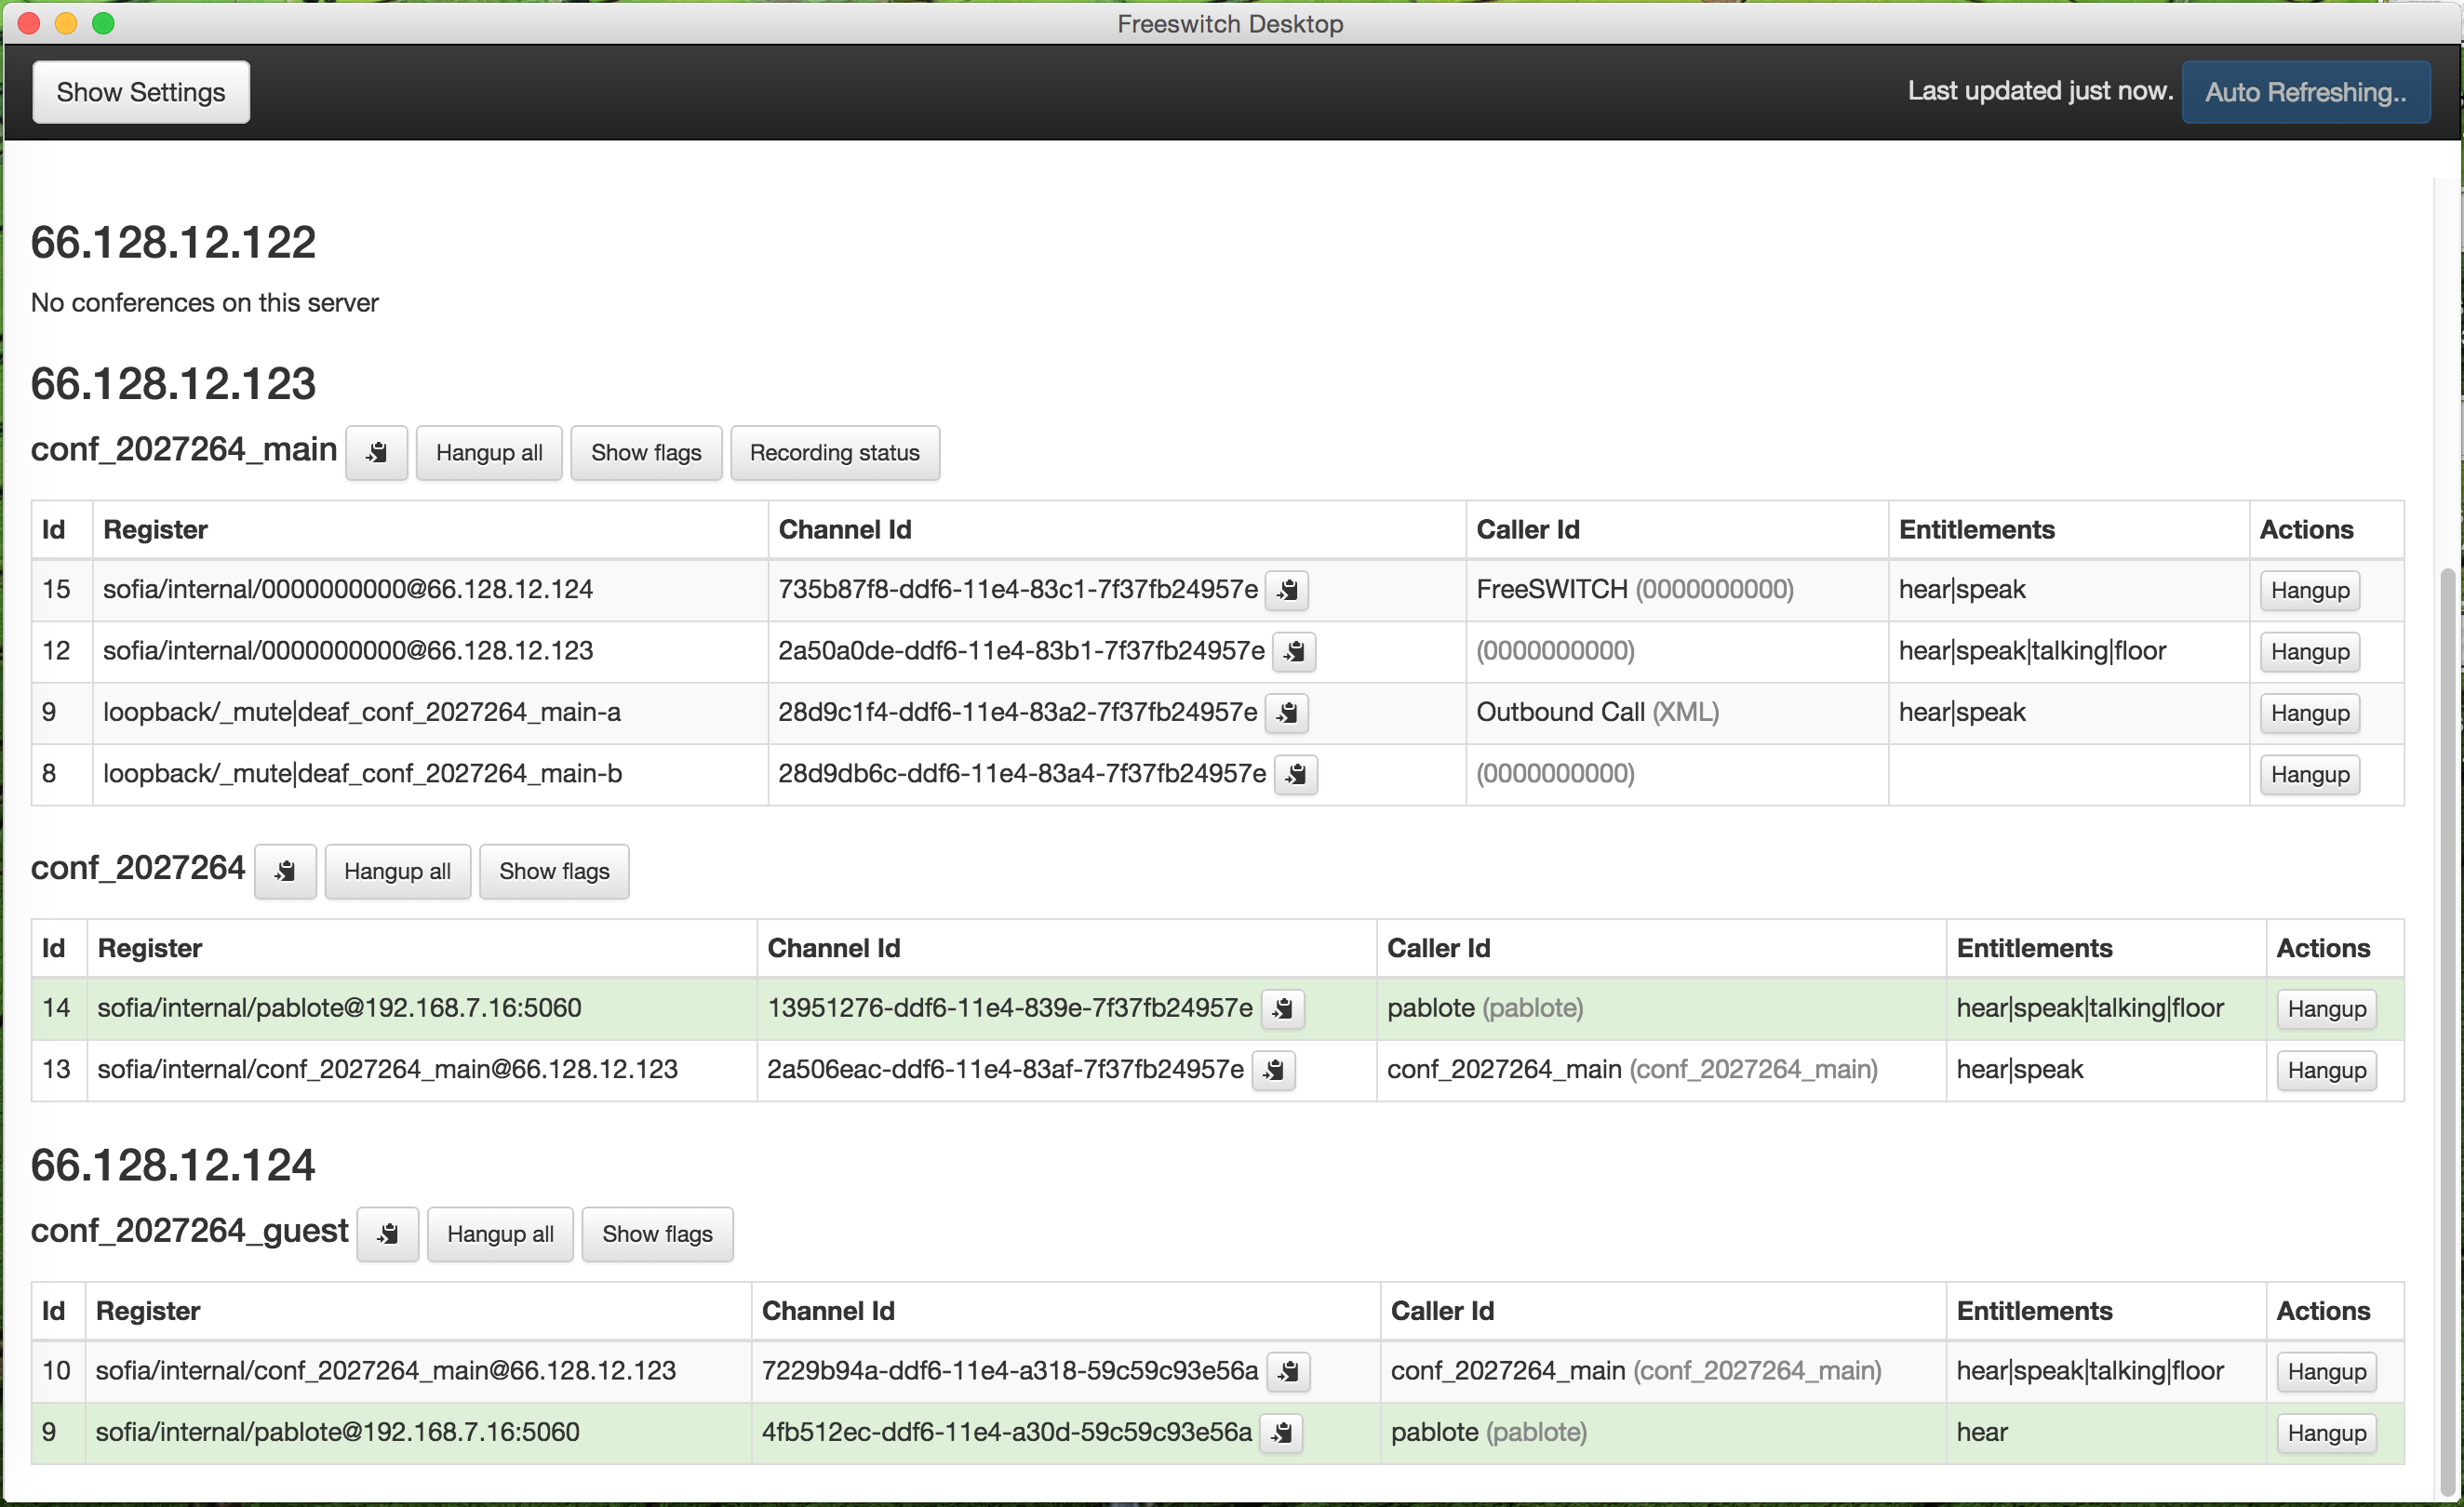 Freeswitch Desktop
Show Settings Last updated just now. Auto Refreshing..
66.128.12.122
No conferences on this server
66.128.12.123
conf_2027264_main Hangup all Show flags Recording status
Id Register Channel Id Caller Id Entitlements Actions
15 sofia/internal/0000000000@66.128.12.124 735b87f8-ddf6-11e4-83c1-7f37fb24957e FreeSWITCH (0000000000) hear|speak Hangup
12 sofia/internal/0000000000@66.128.12.123 2a50a0de-ddf6-11e4-83b1-7f37fb24957e (0000000000) hear|speak|talking|floor Hangup
9 loopback/_mute|deaf_conf_2027264_main-a 28d9c1f4-ddf6-11e4-83a2-7f37fb24957e Outbound Call (XML) hear|speak Hangup
8 loopback/_mute|deaf_conf_2027264_main-b 28d9db6c-ddf6-11e4-83a4-7f37fb24957e (0000000000) Hangup
conf_2027264 Hangup all Show flags
Id Register Channel Id Caller Id Entitlements Actions
14 sofia/internal/pablote@192.168.7.16:5060 13951276-ddf6-11e4-839e-7f37fb24957e pablote (pablote) hear|speak|talking|floor Hangup
13 sofia/internal/conf_2027264_main@66.128.12.123 2a506eac-ddf6-11e4-83af-7f37fb24957e conf_2027264_main (conf_2027264_main) hear|speak Hangup
66.128.12.124
conf_2027264_guest Hangup all Show flags
Id Register Channel Id Caller Id Entitlements Actions
10 sofia/internal/conf_2027264_main@66.128.12.123 7229b94a-ddf6-11e4-a318-59c59c93e56a conf_2027264_main (conf_2027264_main) hear|speak|talking|floor Hangup
9 sofia/internal/pablote@192.168.7.16:5060 4fb512ec-ddf6-11e4-a30d-59c59c93e56a pablote (pablote) hear Hangup